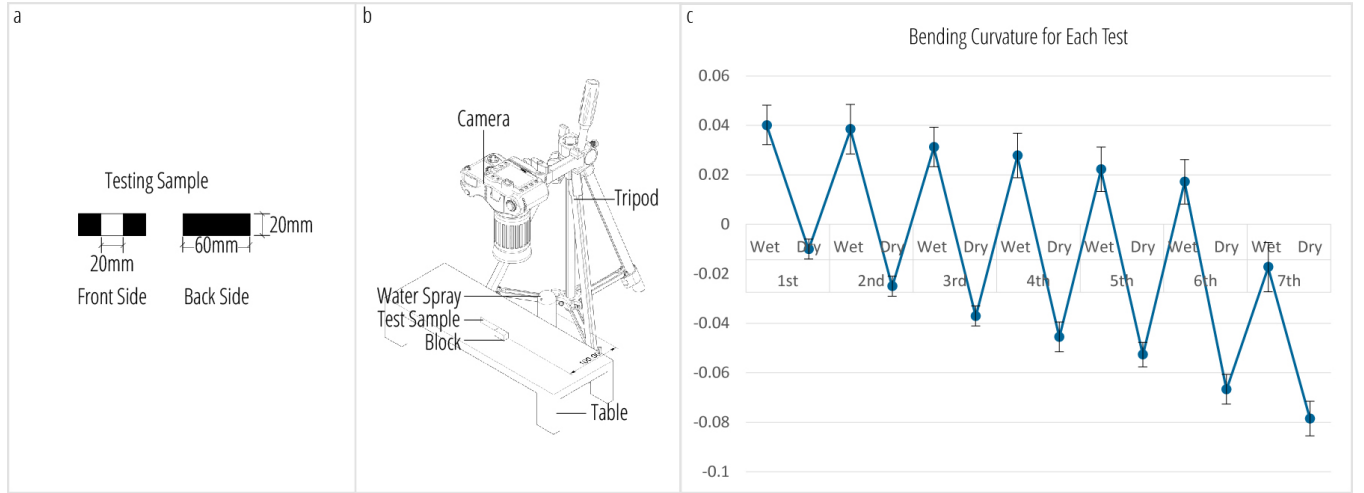 a
Testing Sample
20mm
60mm
20mm
Front Side Back Side
b
Camera
Tripod
Water Spray
Test Sample
Block
Table
c
Bending Curvature for Each Test
0.06
0.04
0.02
0
Wet Dry Wet Dry Wet Dry Wet Dry Wet Dry Wet Dry Wet Dry
-0.02
1st 2nd 3rd 4th 5th 6th 7th
-0.04
-0.06
-0.08
-0.1